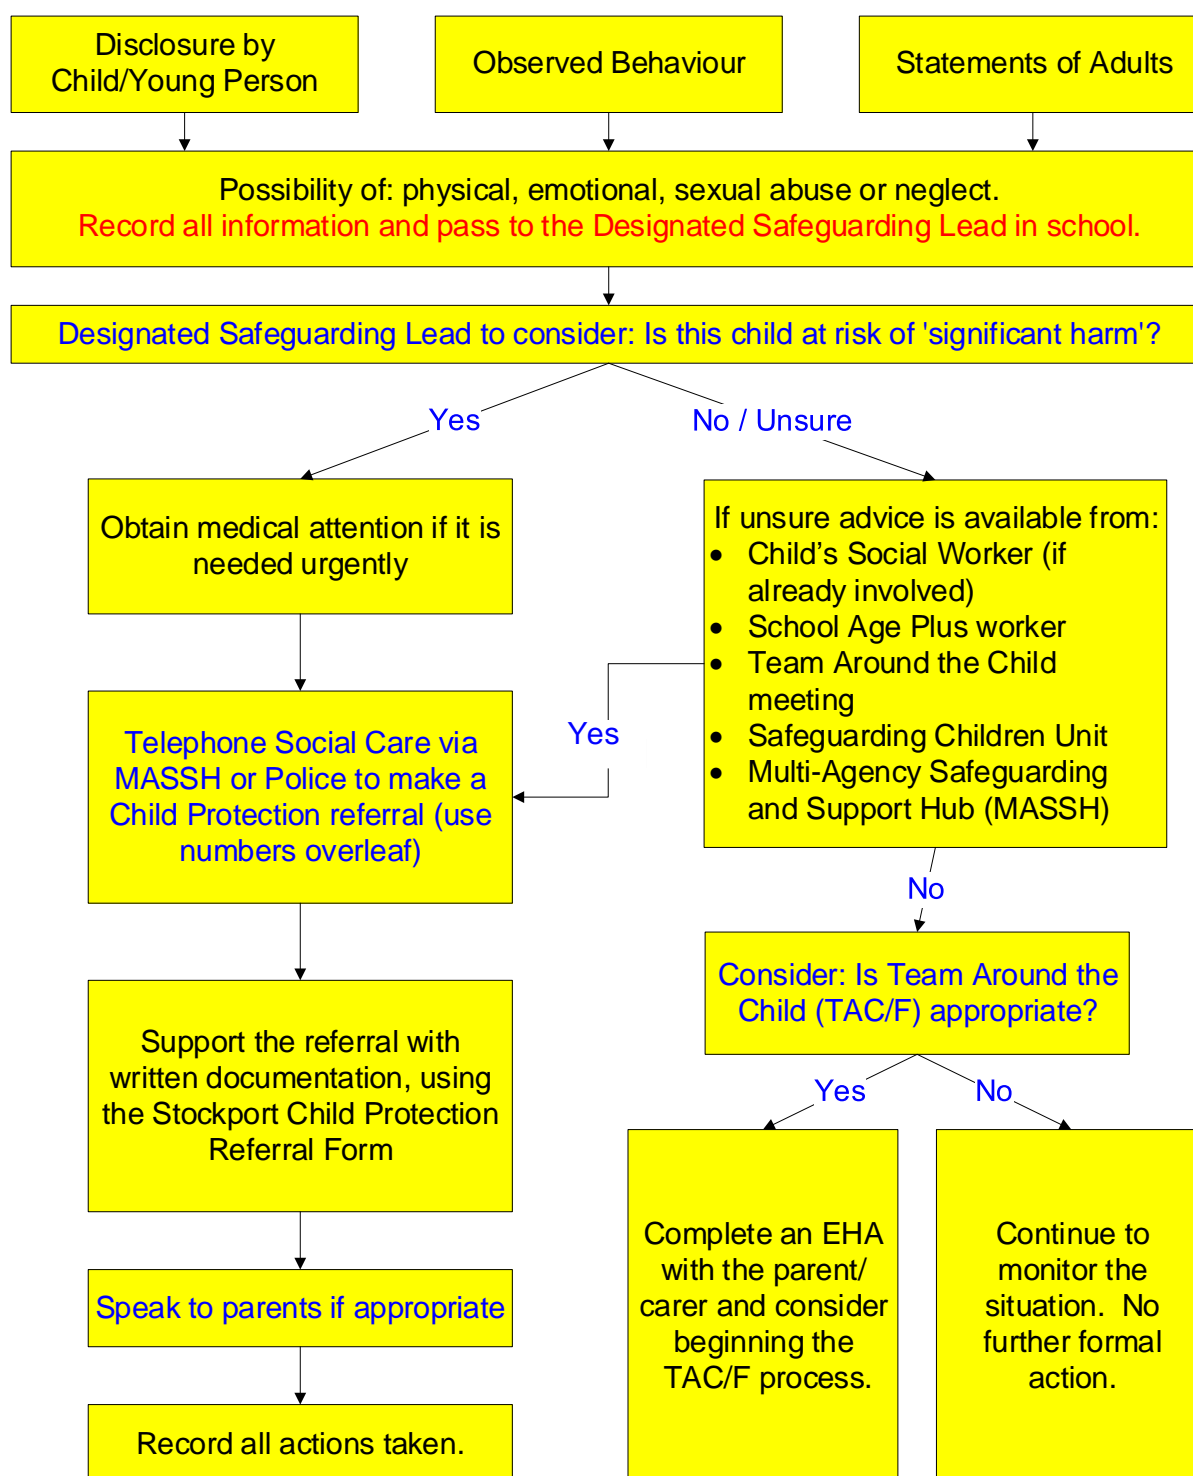 Disclosure by
Child/Young Person
Observed Behaviour
Statements of Adults
Possibility of: physical, emotional, sexual abuse or neglect.
Record all information and pass to the Designated Safeguarding Lead in school.
Designated Safeguarding Lead to consider: Is this child at risk of 'significant harm'?
Yes
No / Unsure
Obtain medical attention if it is
needed urgently
If unsure advice is available from:
• Child’s Social Worker (if
already involved)
• School Age Plus worker
• Team Around the Child
meeting
• Safeguarding Children Unit
• Multi-Agency Safeguarding
and Support Hub (MASSH)
Yes
Telephone Social Care via
MASSH or Police to make a
Child Protection referral (use
numbers overleaf)
No
Consider: Is Team Around the
Child (TAC/F) appropriate?
Support the referral with
written documentation, using
the Stockport Child Protection
Referral Form
Yes
No
Complete an EHA
with the parent/
carer and consider
beginning the
TAC/F process.
Continue to
monitor the
situation. No
further formal
action.
Speak to parents if appropriate
Record all actions taken.